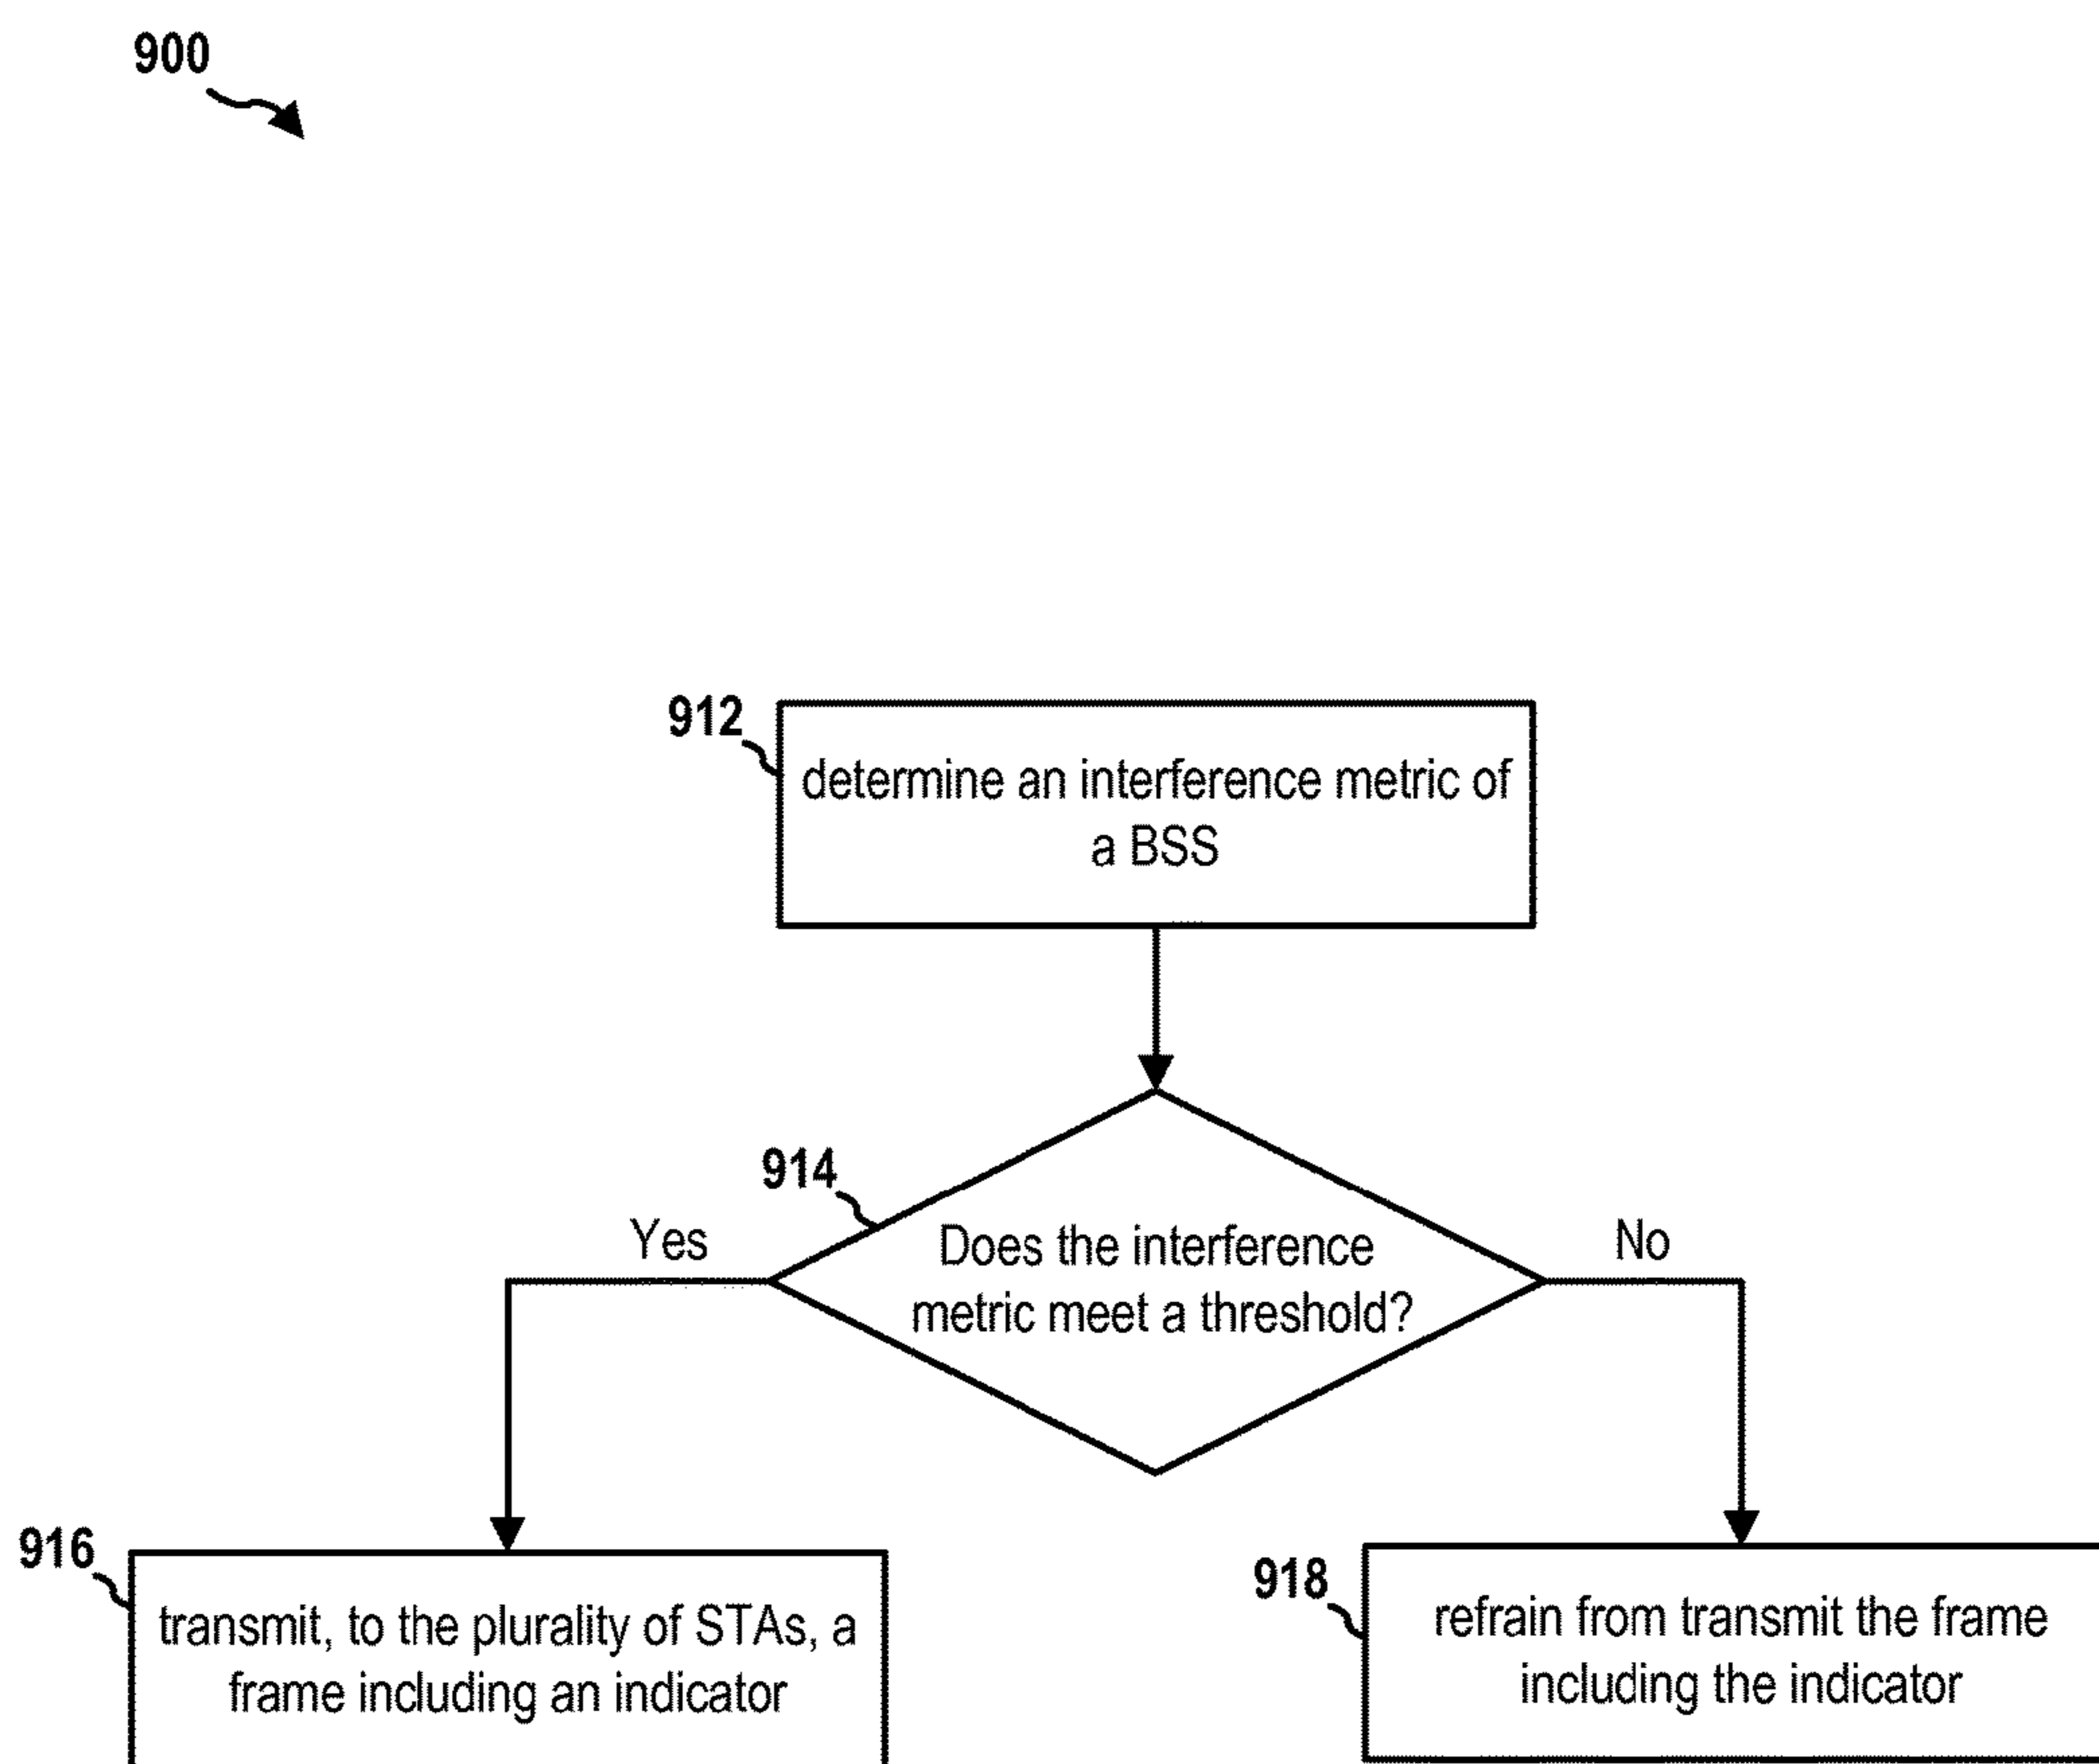 900
912
determine an interference metric of
a BSS
914
Yes
Does the interference
metric meet a threshold?
No
916
transmit, to the plurality of STAs, a
frame including an indicator
918
refrain from transmit the frame
including the indicator